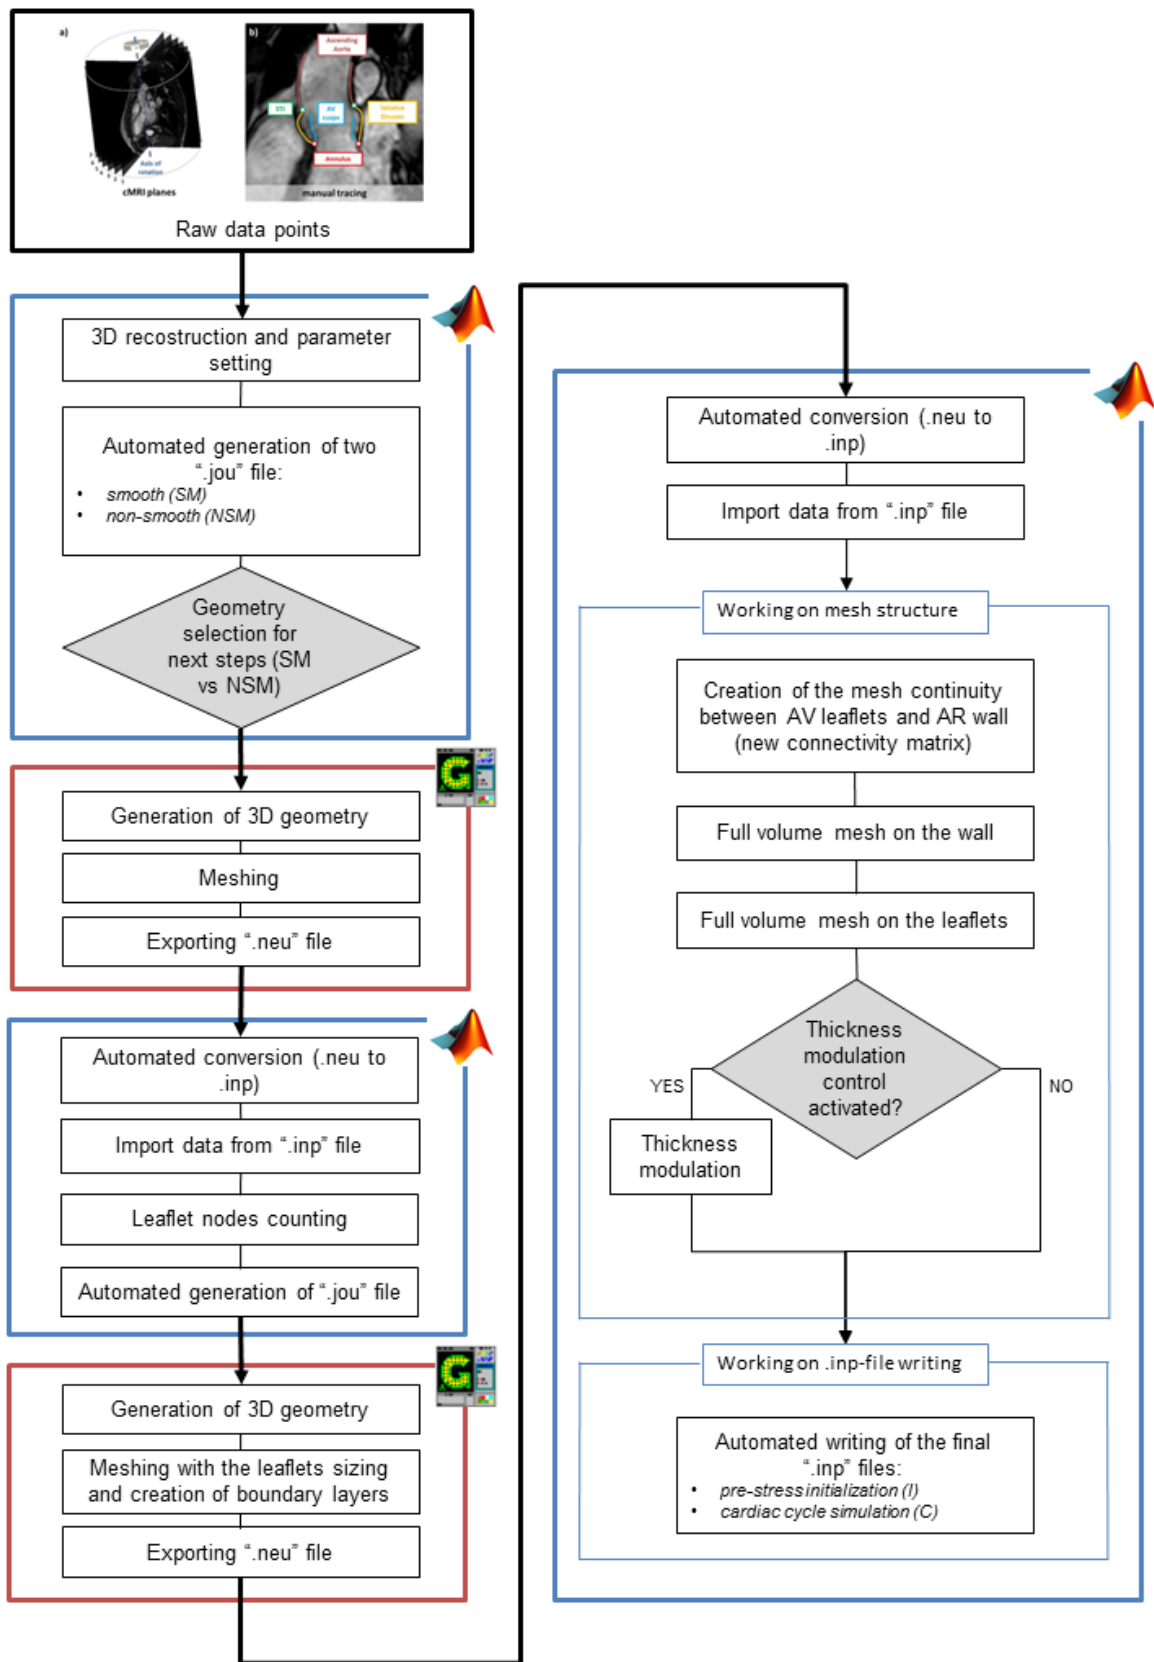 a)
b)
Ascending
Aorta
STJ
AV
cusps
Valsalva
Sinuses
Annulus
Axis of
rotation
cMRI planes
manual tracing
Raw data points
3D recostruction and parameter
setting
Automated generation of two
“.jou” file:
• smooth (SM)
• non-smooth (NSM)
Geometry
selection for
next steps (SM
vs NSM)
G
Generation of 3D geometry
Meshing
Exporting “.neu” file
Automated conversion (.neu to
.inp)
Import data from “.inp” file
Leaflet nodes counting
Automated generation of “.jou” file
G
Generation of 3D geometry
Meshing with the leaflets sizing
and creation of boundary layers
Exporting “.neu” file
Automated conversion (.neu to
.inp)
Import data from “.inp” file
Working on mesh structure
Creation of the mesh continuity
between AV leaflets and AR wall
(new connectivity matrix)
Full volume mesh on the wall
Full volume mesh on the leaflets
Thickness
modulation
control
activated?
YES
NO
Thickness
modulation
Working on .inp-file writing
Automated writing of the final
“.inp” files:
• pre-stress initialization (I)
• cardiac cycle simulation (C)